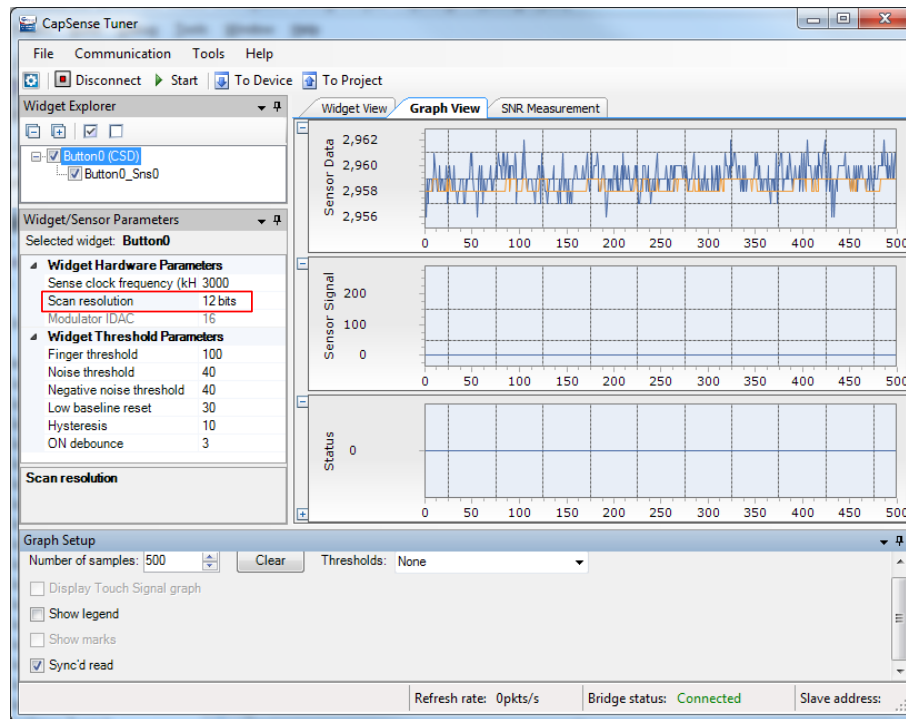 CapSense Tuner
File Communication Tools Help
Disconnect Start To Device To Project
Widget Explorer
Button0 (CSD)
Button0_Sns0
Widget/Sensor Parameters
Selected widget: Button0
Widget Hardware Parameters
Sense clock frequency (kH 3000
Scan resolution 12 bits
Modulator IDAC 16
Widget Threshold Parameters
Finger threshold 100
Noise threshold 40
Negative noise threshold 40
Low baseline reset 30
Hysteresis 10
ON debounce 3
Scan resolution
Widget View Graph View SNR Measurement
Sensor Data
2,962
2,960
2,958
2,956
0 50 100 150 200 250 300 350 400 450 500
Sensor Signal
200
100
0
0 50 100 150 200 250 300 350 400 450 500
Status
0
0 50 100 150 200 250 300 350 400 450 500
Graph Setup
Number of samples: 500 Clear Thresholds: None
Display Touch Signal graph
Show legend
Show marks
Sync'd read
Refresh rate: 0pkts/s Bridge status: Connected Slave address: